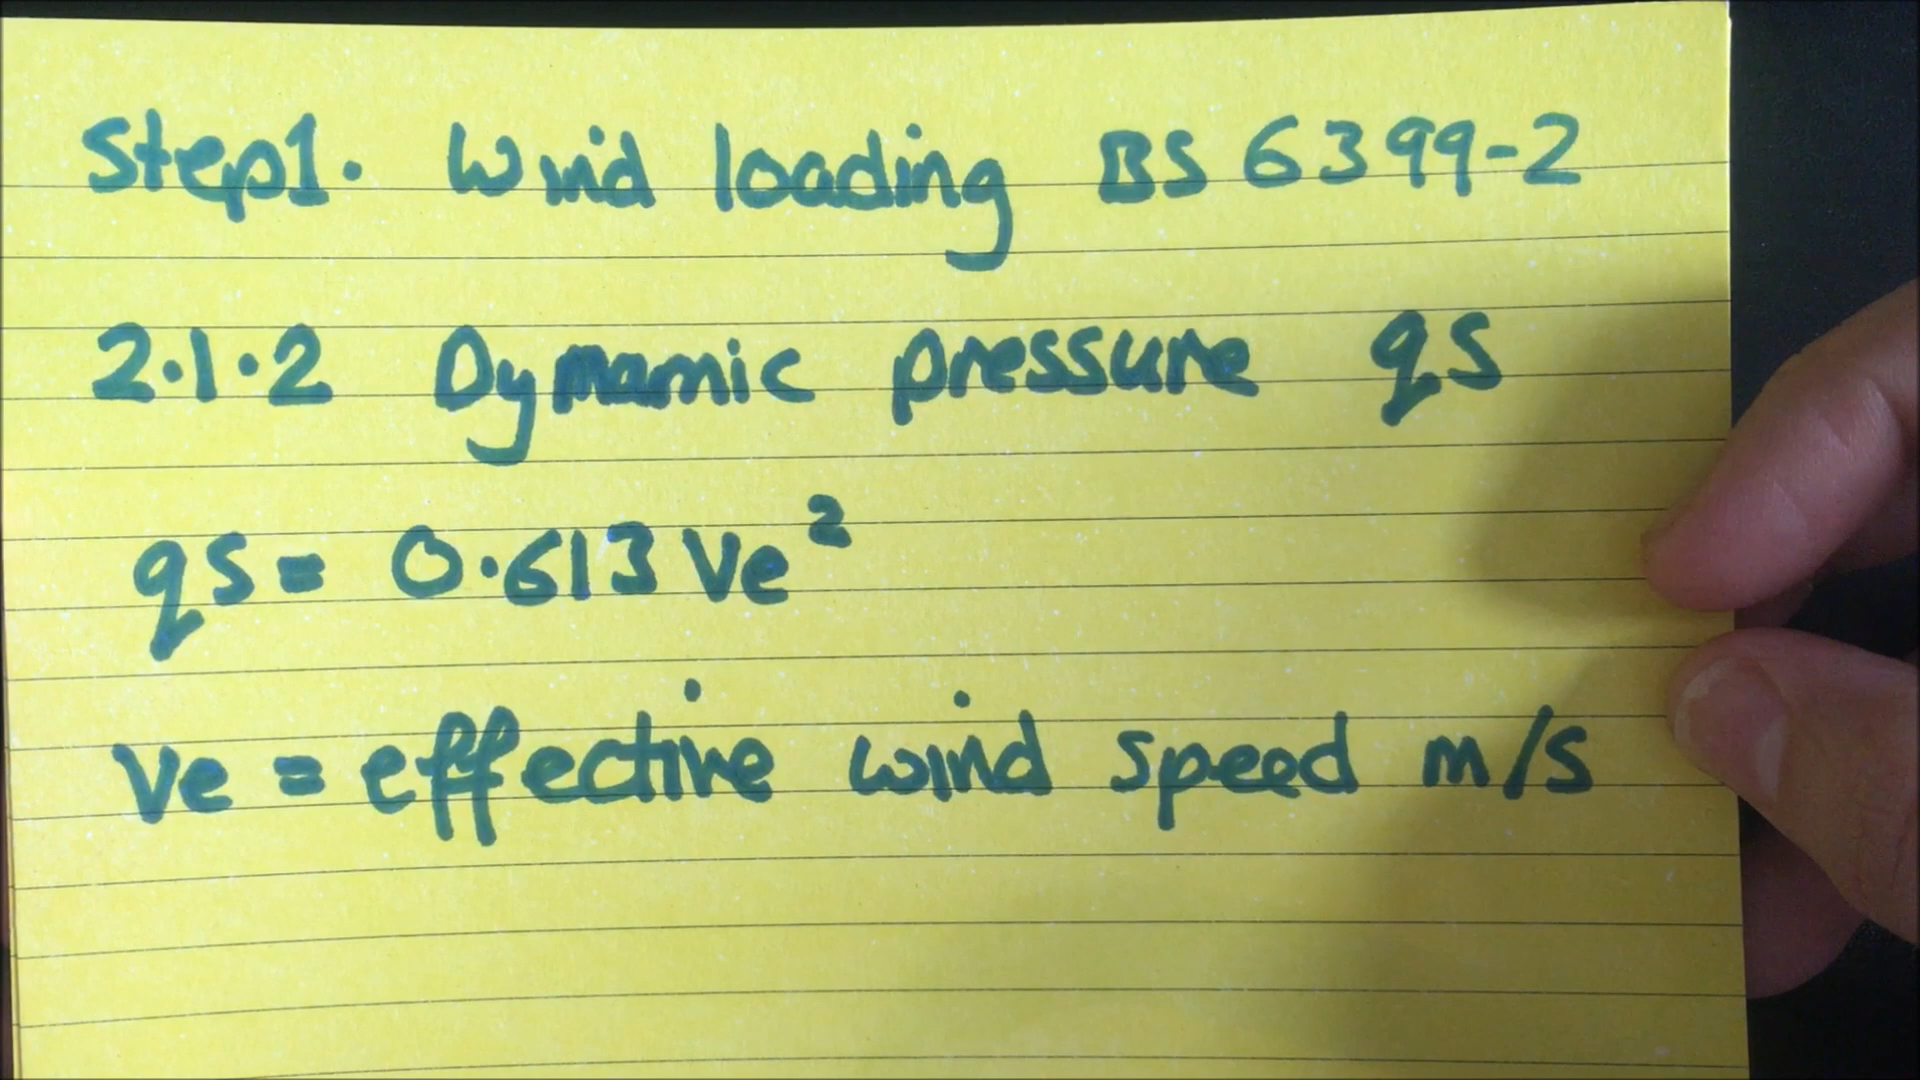 Step1. Wind loading BS 6399-2
2.1.2 Dynamic pressure qs
qs = 0.613 Ve²
Ve = effective wind speed m/s